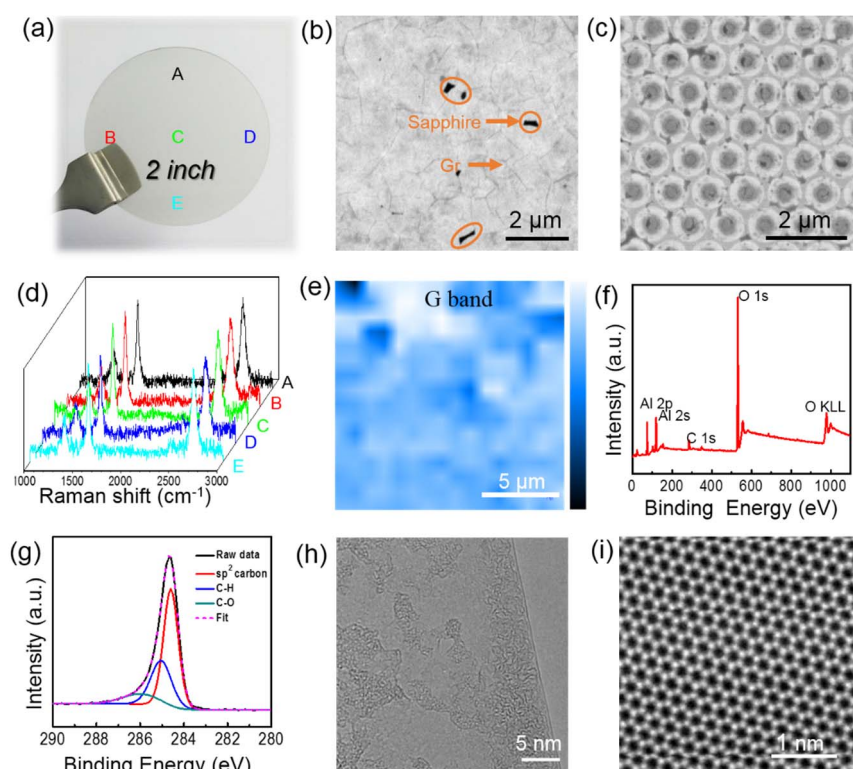 (a)
A
B
C
D
2 inch
E
(b)
Sapphire
Gr
2 μm
(c)
2 μm
(d)
A
B
C
D
E
1000 1500 2000 2500 3000
Raman shift (cm-1)
(e)
G band
5 μm
(f)
Intensity (a.u.)
O 1s
Al 2p
Al 2s
C 1s
O KLL
0 200 400 600 800 1000
Binding Energy (eV)
(g)
Intensity (a.u.)
Raw data
sp2 carbon
C-H
C-O
Fit
290 288 286 284 282 280
Binding Energy (eV)
(h)
5 nm
(i)
1 nm